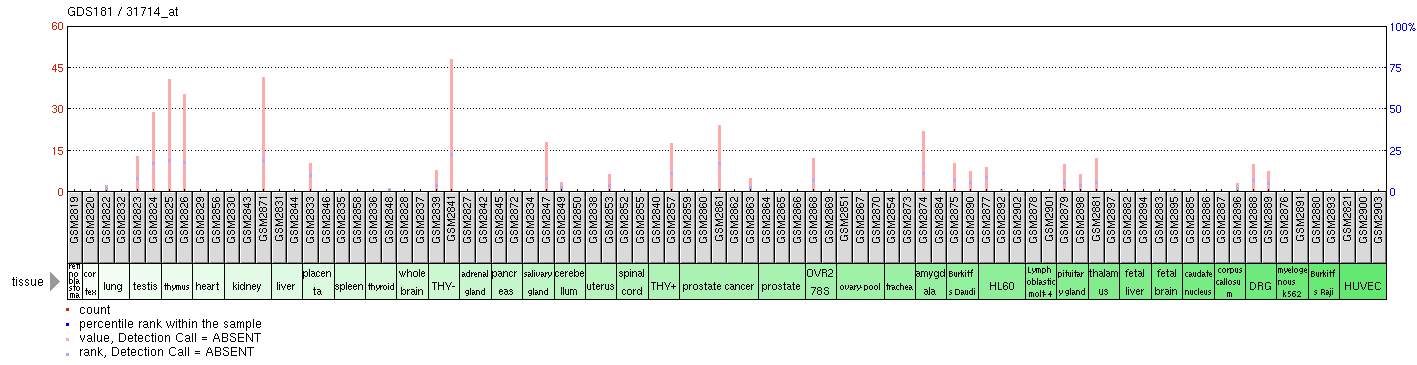 GDS181 / 31714_at
60 100%
45 75
30 50
15 25
0 0
GSM2819 GSM2820 GSM2822 GSM2832 GSM2823 GSM2824 GSM2825 GSM2826 GSM2829 GSM2856 GSM2830 GSM2843 GSM2871 GSM2831 GSM2844 GSM2833 GSM2846 GSM2835 GSM2858 GSM2836 GSM2848 GSM2828 GSM2837 GSM2839 GSM2841 GSM2827 GSM2842 GSM2845 GSM2872 GSM2834 GSM2847 GSM2849 GSM2850 GSM2838 GSM2853 GSM2852 GSM2855 GSM2840 GSM2857 GSM2859 GSM2860 GSM2861 GSM2862 GSM2863 GSM2864 GSM2865 GSM2866 GSM2868 GSM2869 GSM2851 GSM2867 GSM2870 GSM2854 GSM2873 GSM2874 GSM2884 GSM2875 GSM2890 GSM2877 GSM2892 GSM2902 GSM2878 GSM2901 GSM2879 GSM2898 GSM2881 GSM2897 GSM2882 GSM2894 GSM2883 GSM2895 GSM2885 GSM2886 GSM2887 GSM2896 GSM2888 GSM2889 GSM2876 GSM2891 GSM2880 GSM2893 GSM2821 GSM2900 GSM2903
tissue
retinoblastoma
cortex
lung
testis
thymus
heart
kidney
liver
placen
ta
spleen
thyroid
whole
brain
THY-
adrenal
gland
pancr
eas
salivary
gland
cerebe
llum
uterus
spinal
cord
THY+
prostate cancer
prostate
OVR2
78S
ovary pool
trachea
amygd
ala
Burkitt
s Daudi
HL60
Lymph
oblastic
molt-4
pituitar
y gland
thalam
us
fetal
liver
fetal
brain
caudate
nucleus
corpus
callosu
m
DRG
myeloge
nous
k562
Burkitt
s Raji
HUVEC
count
percentile rank within the sample
value, Detection Call = ABSENT
rank, Detection Call = ABSENT